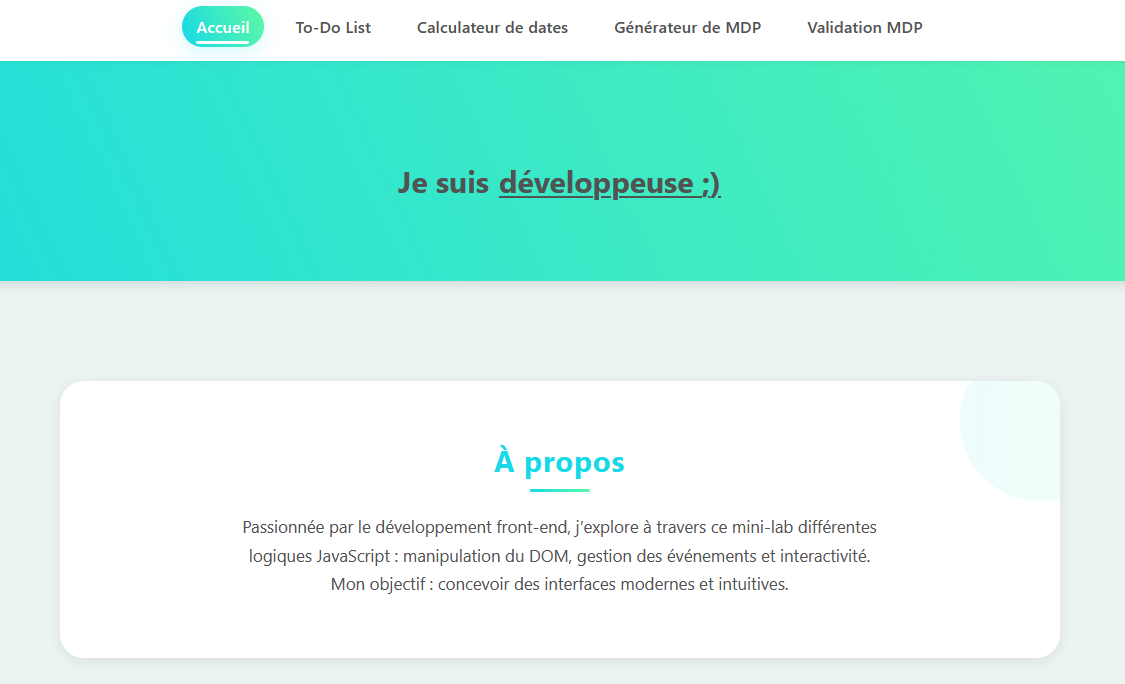 Accueil To-Do List Calculateur de dates Générateur de MDP Validation MDP
Je suis développeuse ;)
À propos
Passionnée par le développement front-end, j’explore à travers ce mini-lab différentes
logiques JavaScript : manipulation du DOM, gestion des événements et interactivité.
Mon objectif : concevoir des interfaces modernes et intuitives.